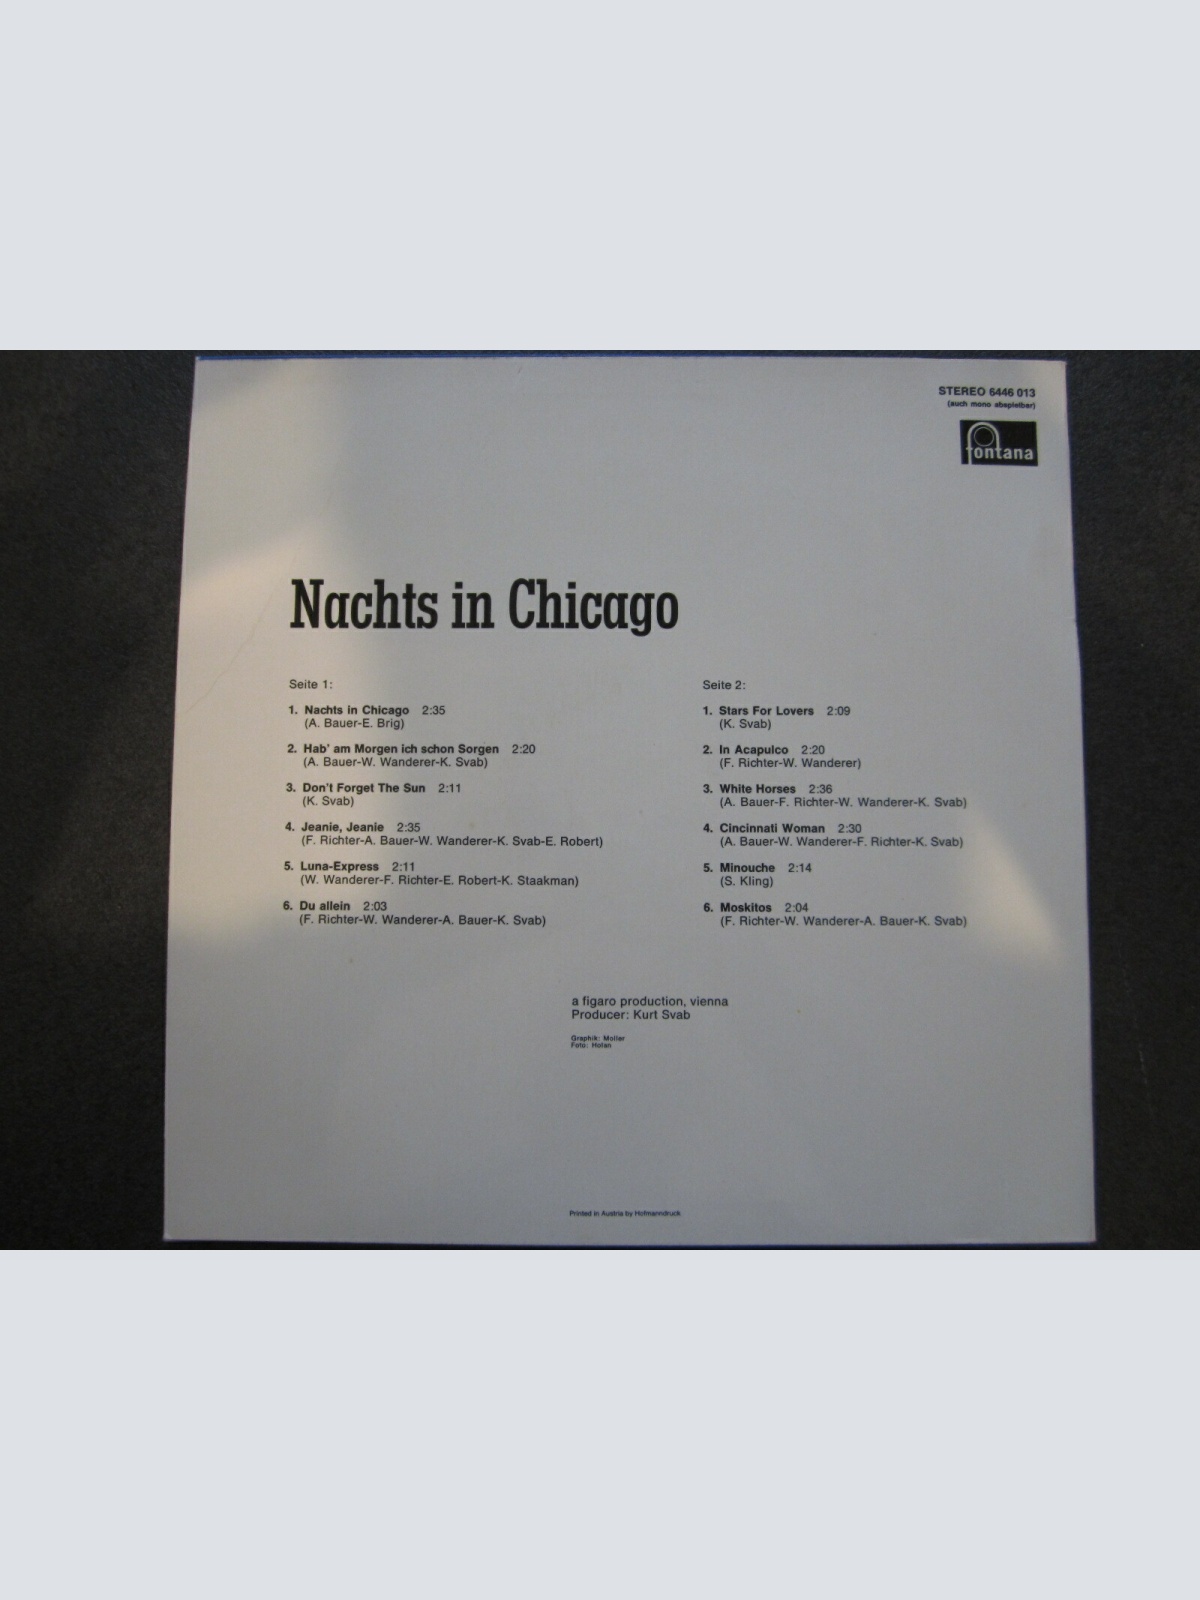 STEREO 6446 013
(auch mono abspielbar)
fontana
Nachts in Chicago
Seite 1:
1. Nachts in Chicago 2:35
(A. Bauer-E. Brig)
2. Hab' am Morgen ich schon Sorgen 2:20
(A. Bauer-W. Wanderer-K. Svab)
3. Don't Forget The Sun 2:11
(K. Svab)
4. Jeanie, Jeanie 2:35
(F. Richter-A. Bauer-W. Wanderer-K. Svab-E. Robert)
5. Luna-Express 2:11
(W. Wanderer-F. Richter-E. Robert-K. Staakman)
6. Du allein 2:03
(F. Richter-W. Wanderer-A. Bauer-K. Svab)
Seite 2:
1. Stars For Lovers 2:09
(K. Svab)
2. In Acapulco 2:20
(F. Richter-W. Wanderer)
3. White Horses 2:36
(A. Bauer-F. Richter-W. Wanderer-K. Svab)
4. Cincinnati Woman 2:30
(A. Bauer-W. Wanderer-F. Richter-K. Svab)
5. Minouche 2:14
(S. Kling)
6. Moskitos 2:04
(F. Richter-W. Wanderer-A. Bauer-K. Svab)
a figaro production, vienna
Producer: Kurt Svab
Graphik: Moller
Foto: Holan
Printed in Austria by Hofmanndruck